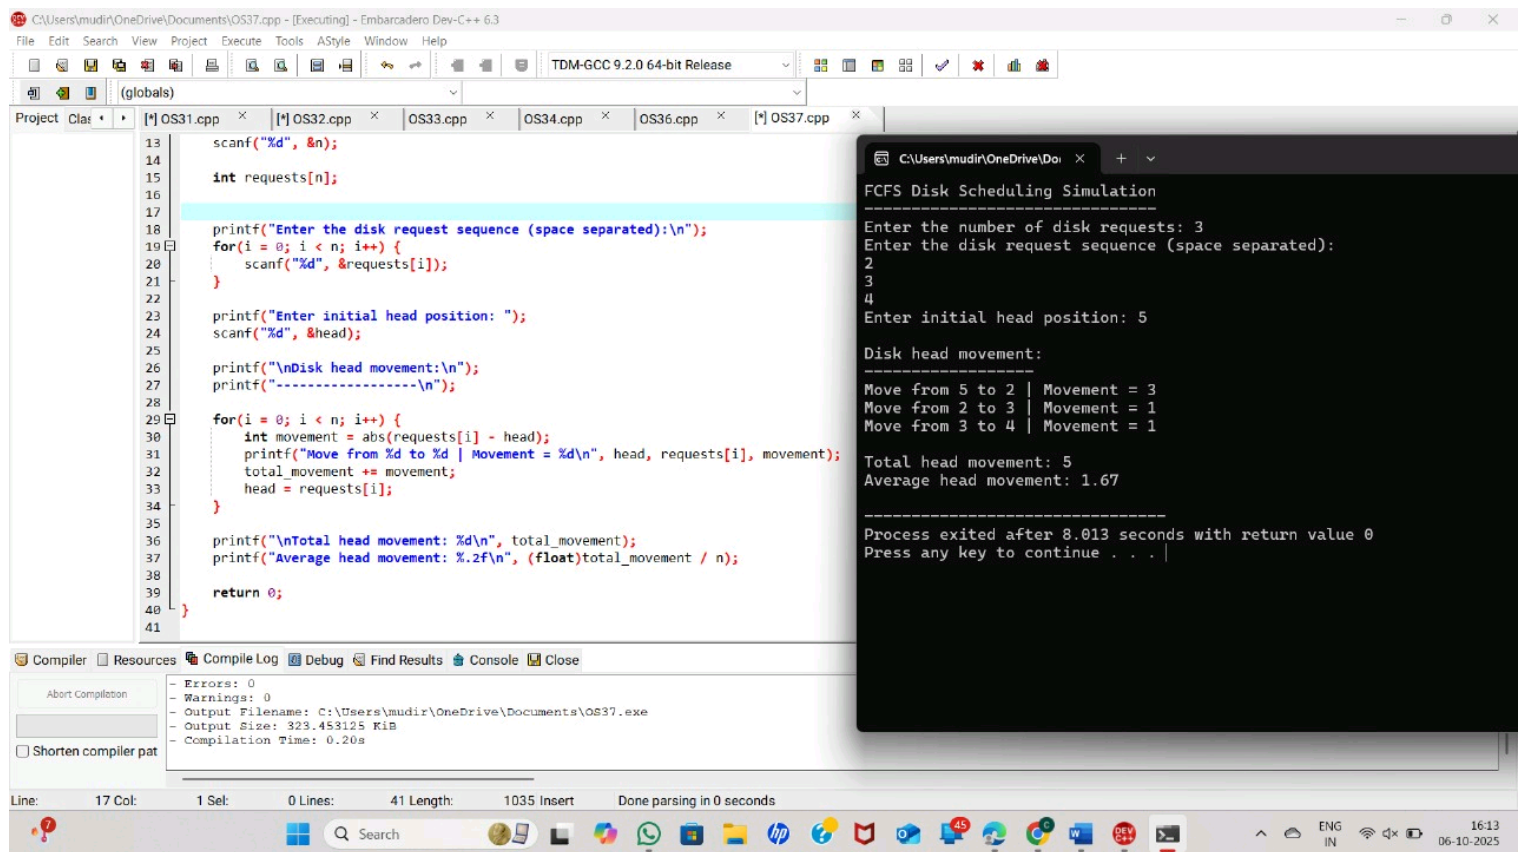 C:\Users\mudir\OneDrive\Documents\OS37.cpp - [Executing] - Embarcadero Dev-C++ 6.3
File Edit Search View Project Execute Tools AStyle Window Help
TDM-GCC 9.2.0 64-bit Release
(globals)
Project Clas [*] OS31.cpp [*] OS32.cpp OS33.cpp OS34.cpp OS36.cpp [*] OS37.cpp
13 scanf("%d", &n);
14
15 int requests[n];
16
17
18 printf("Enter the disk request sequence (space separated):\n");
19 for(i = 0; i < n; i++) {
20 scanf("%d", &requests[i]);
21 }
22
23 printf("Enter initial head position: ");
24 scanf("%d", &head);
25
26 printf("\nDisk head movement:\n");
27 printf("------------------\n");
28
29 for(i = 0; i < n; i++) {
30 int movement = abs(requests[i] - head);
31 printf("Move from %d to %d | Movement = %d\n", head, requests[i], movement);
32 total_movement += movement;
33 head = requests[i];
34 }
35
36 printf("\nTotal head movement: %d\n", total_movement);
37 printf("Average head movement: %.2f\n", (float)total_movement / n);
38
39 return 0;
40 }
41
C:\Users\mudir\OneDrive\Do
FCFS Disk Scheduling Simulation
-------------------------------
Enter the number of disk requests: 3
Enter the disk request sequence (space separated):
2
3
4
Enter initial head position: 5
Disk head movement:
------------------
Move from 5 to 2 | Movement = 3
Move from 2 to 3 | Movement = 1
Move from 3 to 4 | Movement = 1
Total head movement: 5
Average head movement: 1.67
--------------------------------
Process exited after 8.013 seconds with return value 0
Press any key to continue . . .
Compiler Resources Compile Log Debug Find Results Console Close
Abort Compilation
Shorten compiler pat
- Errors: 0
- Warnings: 0
- Output Filename: C:\Users\mudir\OneDrive\Documents\OS37.exe
- Output Size: 323.453125 KiB
- Compilation Time: 0.20s
Line: 17 Col: 1 Sel: 0 Lines: 41 Length: 1035 Insert Done parsing in 0 seconds
7
Search
hp
45
C
W
DEV C++
ENG
IN
16:13
06-10-2025